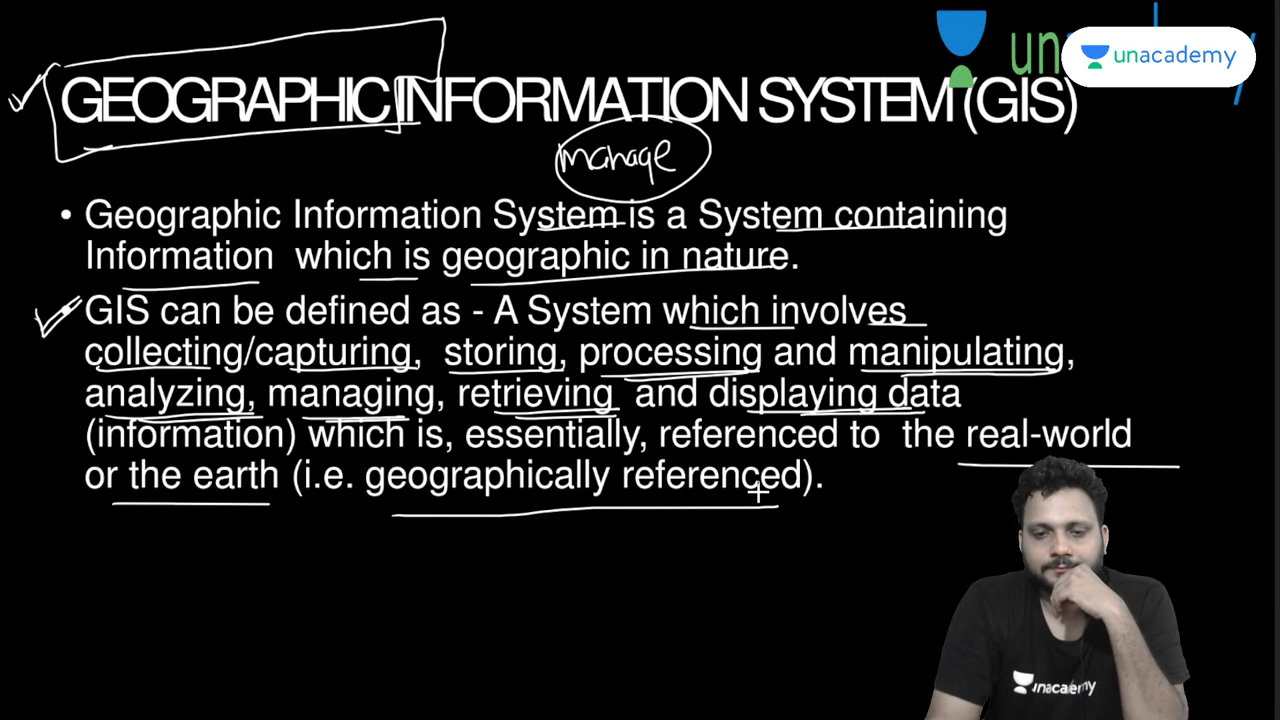 una
y
unacademy
GEOGRAPHIC INFORMATION SYSTEM (GIS)
manage
• Geographic Information System is a System containing
Information which is geographic in nature.
GIS can be defined as - A System which involves
collecting/capturing, storing, processing and manipulating,
analyzing, managing, retrieving and displaying data
(information) which is, essentially, referenced to the real-world
or the earth (i.e. geographically referenced).
unacademy